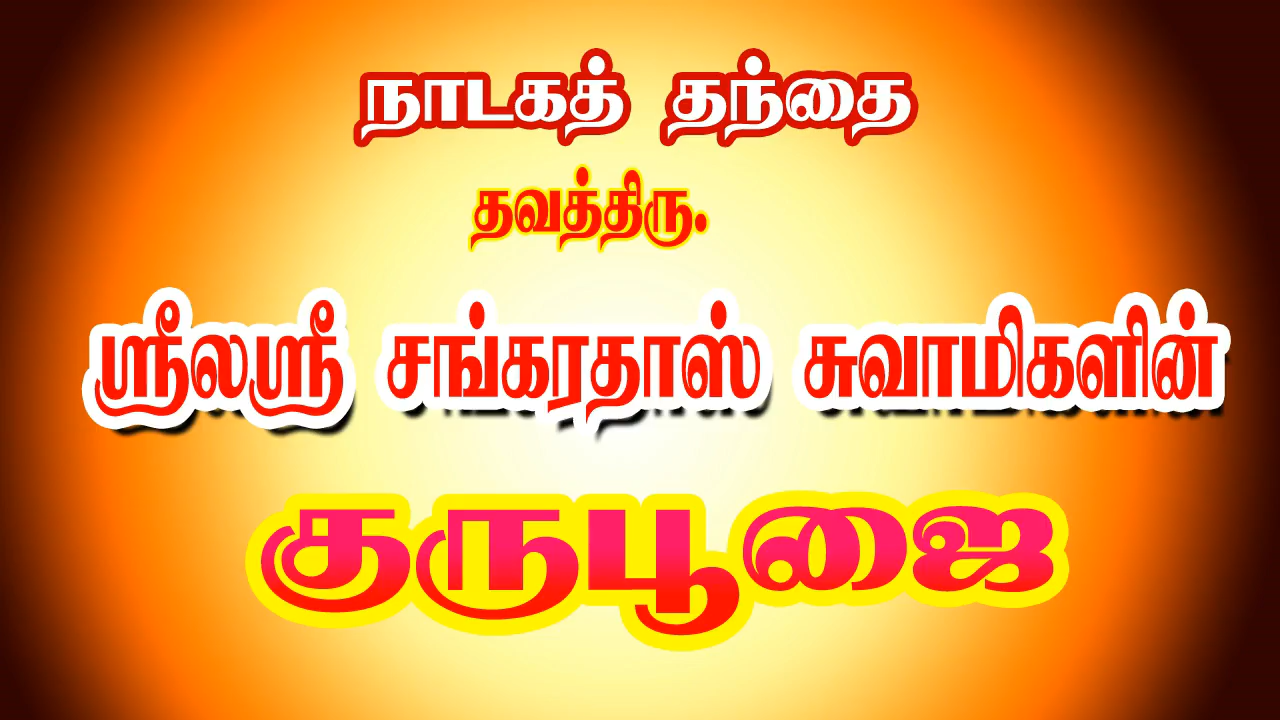 நாடகத் தந்தை
தவத்திரு.
ஸ்ரீலஸ்ரீ சங்கரதாஸ் சுவாமிகளின்
குருபூஜை